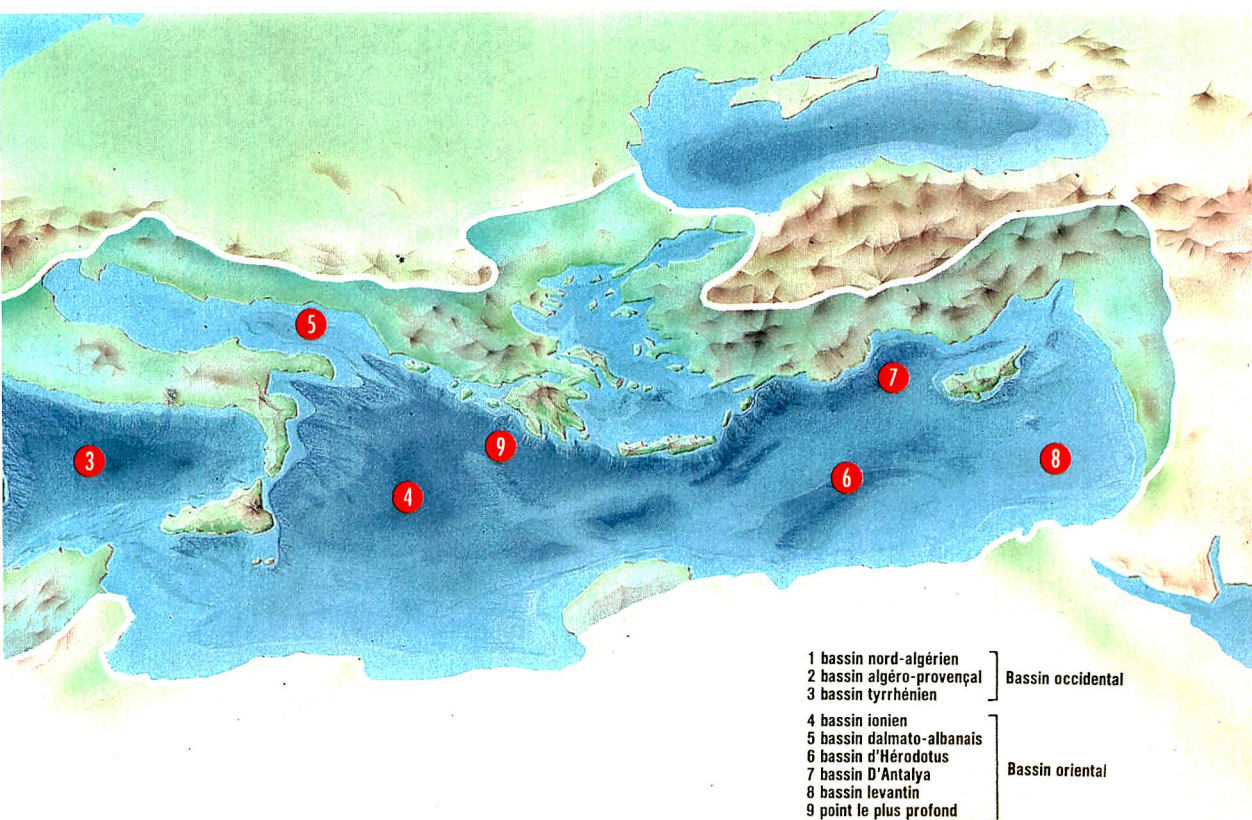 5
7
9
3
8
6
4
1 bassin nord-algérien
2 bassin algéro-provençal
3 bassin tyrrhénien
Bassin occidental
4 bassin ionien
5 bassin dalmato-albanais
6 bassin d'Hérodotus
7 bassin D'Antalya
8 bassin levantin
9 point le plus profond
Bassin oriental